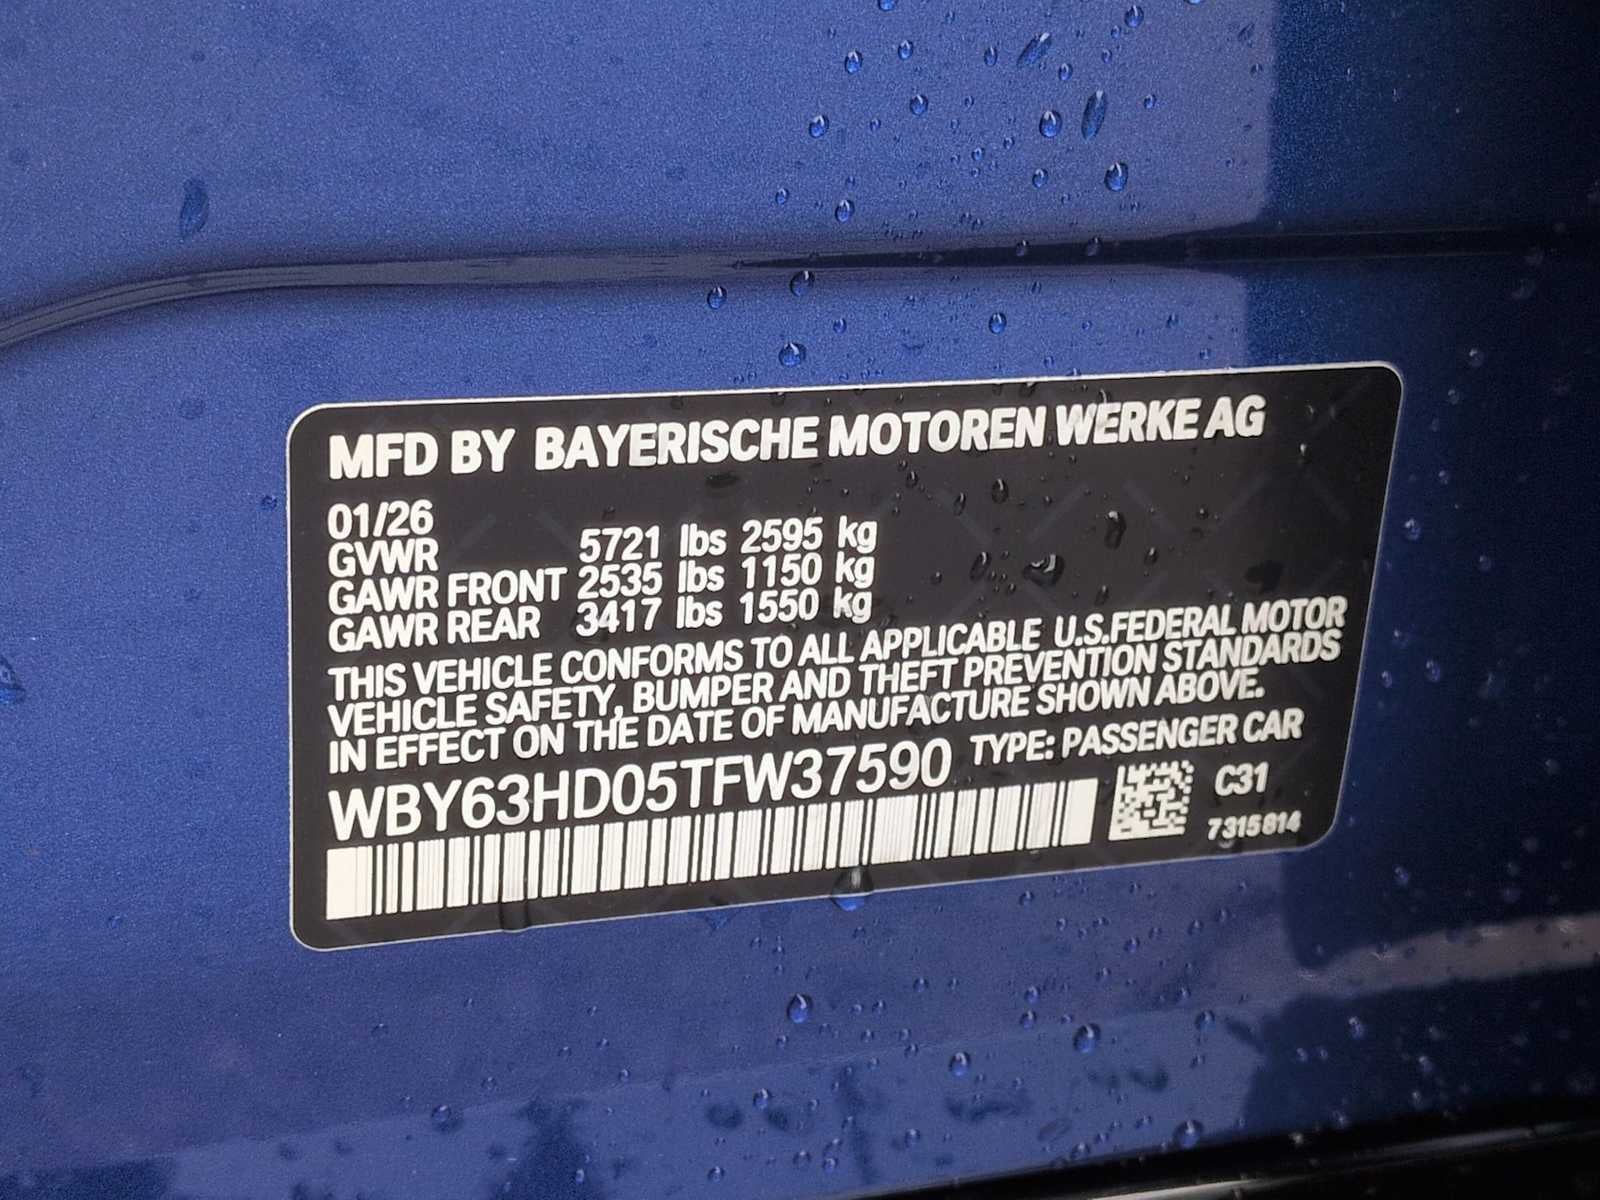 MFD BY BAYERISCHE MOTOREN WERKE AG
01/26
GVWR 5721 lbs 2595 kg
GAWR FRONT 2535 lbs 1150 kg
GAWR REAR 3417 lbs 1550 kg
THIS VEHICLE CONFORMS TO ALL APPLICABLE U.S.FEDERAL MOTOR
VEHICLE SAFETY, BUMPER AND THEFT PREVENTION STANDARDS
IN EFFECT ON THE DATE OF MANUFACTURE SHOWN ABOVE.
WBY63HD05TFW37590 TYPE: PASSENGER CAR
C31
7315814